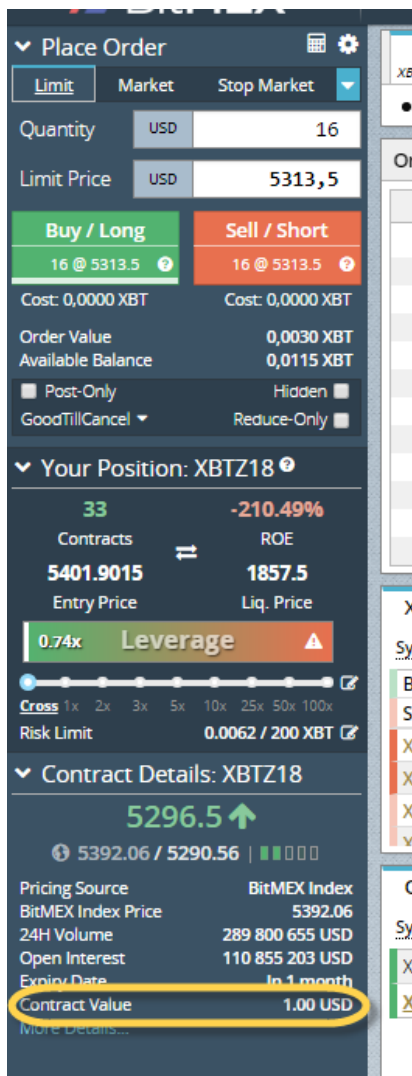 BitMEX
Place Order
Limit Market Stop Market
Quantity USD 16
Limit Price USD 5313,5
Buy / Long Sell / Short
16 @ 5313.5 16 @ 5313.5
Cost: 0,0000 XBT Cost: 0,0000 XBT
Order Value 0,0030 XBT
Available Balance 0,0115 XBT
Post-Only Hidden
GoodTillCancel Reduce-Only
Your Position: XBTZ18
33 -210.49%
Contracts ROE
5401.9015 1857.5
Entry Price Liq. Price
0.74x Leverage
Cross 1x 2x 3x 5x 10x 25x 50x 100x
Risk Limit 0.0062 / 200 XBT
Contract Details: XBTZ18
5296.5
5392.06 / 5290.56
Pricing Source BitMEX Index
BitMEX Index Price 5392.06
24H Volume 289 800 655 USD
Open Interest 110 855 203 USD
Expiry Date In 1 month
Contract Value 1.00 USD
More Details...